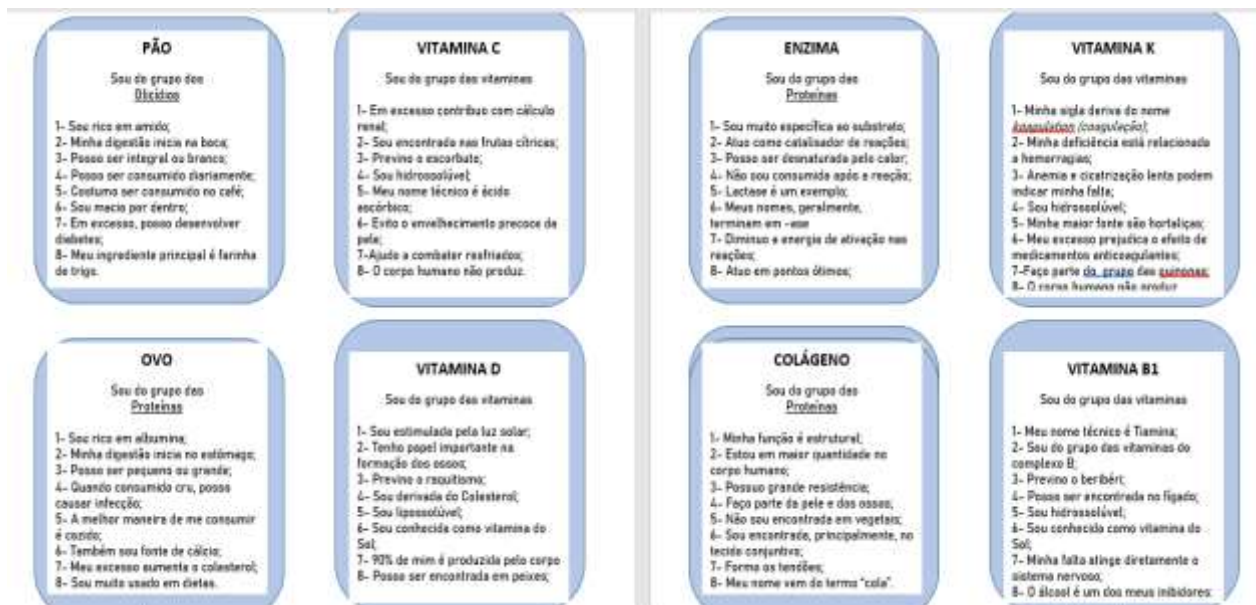 PÃO
Sou do grupo dos
Glicídios
1- Sou rico em amido;
2- Minha digestão inicia na boca;
3- Posso ser integral ou branco;
4- Posso ser consumido diariamente;
5- Costumo ser consumido no café;
6- Sou macio por dentro;
7- Em excesso, posso desenvolver
diabetes;
8- Meu ingrediente principal é farinha
de trigo.
VITAMINA C
Sou do grupo das vitaminas
1- Em excesso contribuo com cálculo
renal;
2- Sou encontrada nas frutas cítricas;
3- Previno o escorbuto;
4- Sou hidrossolúvel;
5- Meu nome técnico é ácido
ascórbico;
6- Evito o envelhecimento precoce da
pele;
7-Ajudo a combater resfriados;
8- O corpo humano não produz.
OVO
Sou do grupo das
Proteínas
1- Sou rico em albumina;
2- Minha digestão inicia no estômago;
3- Posso ser pequeno ou grande;
4- Quando consumido cru, posso
causar infecção;
5- A melhor maneira de me consumir
é cozido;
6- Também sou fonte de cálcio;
7- Meu excesso aumenta o colesterol;
8- Sou muito usado em dietas.
VITAMINA D
Sou do grupo das vitaminas
1- Sou estimulada pela luz solar;
2- Tenho papel importante na
formação dos ossos;
3- Previno o raquitismo;
4- Sou derivada do Colesterol;
5- Sou lipossolúvel;
6- Sou conhecida como vitamina do
Sol;
7- 90% de mim é produzida pelo corpo
8- Posso ser encontrada em peixes;
ENZIMA
Sou do grupo das
Proteínas
1- Sou muito específica ao substrato;
2- Atuo como catalisador de reações;
3- Posso ser desnaturada pelo calor;
4- Não sou consumida após a reação;
5- Lactase é um exemplo;
6- Meus nomes, geralmente,
terminam em -ase
7- Diminuo a energia de ativação nas
reações;
8- Atuo em pontos ótimos;
VITAMINA K
Sou do grupo das vitaminas
1- Minha sigla deriva do nome
koagulation (coagulação);
2- Minha deficiência está relacionada
a hemorragias;
3- Anemia e cicatrização lenta podem
indicar minha falta;
4- Sou hidrossolúvel;
5- Minha maior fonte são hortaliças;
6- Meu excesso prejudica o efeito de
medicamentos anticoagulantes;
7-Faço parte do grupo das quinonas;
8- O corpo humano não produz
COLÁGENO
Sou do grupo das
Proteínas
1- Minha função é estrutural;
2- Estou em maior quantidade no
corpo humano;
3- Possuo grande resistência;
4- Faço parte da pele e dos ossos;
5- Não sou encontrada em vegetais;
6- Sou encontrada, principalmente, no
tecido conjuntivo;
7- Formo os tendões;
8- Meu nome vem do termo "cola".
VITAMINA B1
Sou do grupo das vitaminas
1- Meu nome técnico é Tiamina;
2- Sou do grupo das vitaminas do
complexo B;
3- Previno o beribéri;
4- Posso ser encontrada no fígado;
5- Sou hidrossolúvel;
6- Sou conhecida como vitamina do
Sol;
7- Minha falta atinge diretamente o
sistema nervoso;
8- O álcool é um dos meus inibidores;